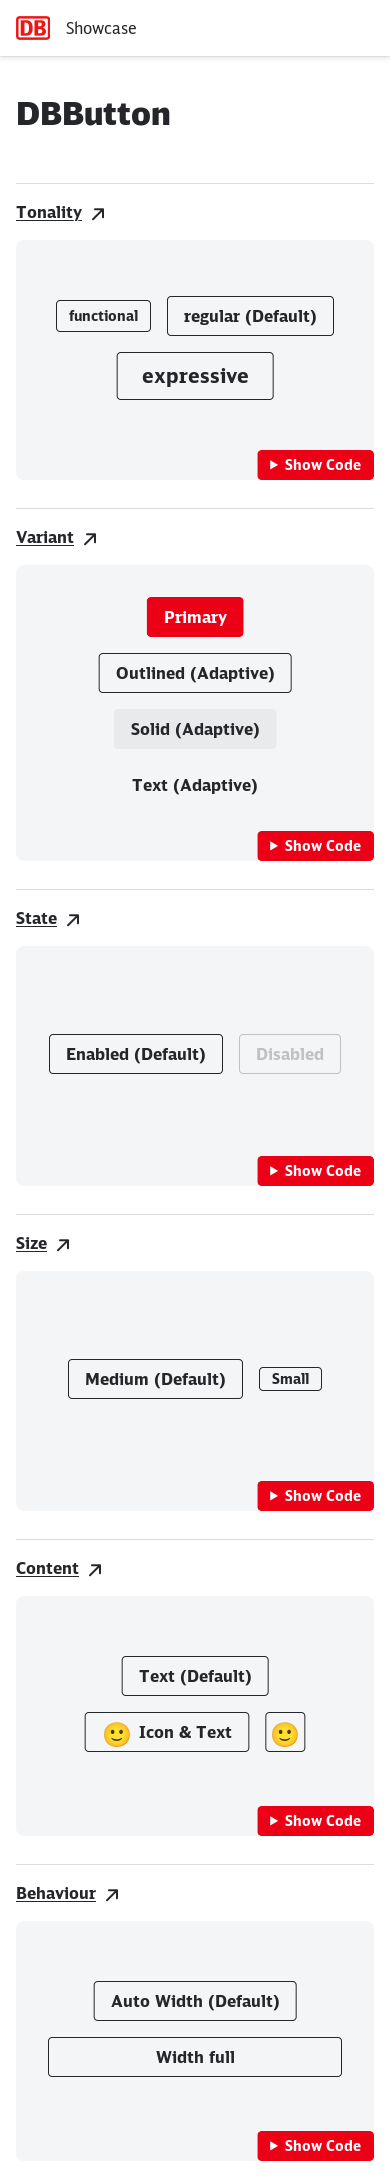 DB Showcase
DBButton
Tonality
functional regular (Default)
expressive
Show Code
Variant
Primary
Outlined (Adaptive)
Solid (Adaptive)
Text (Adaptive)
Show Code
State
Enabled (Default) Disabled
Show Code
Size
Medium (Default) Small
Show Code
Content
Text (Default)
🙂 Icon & Text 🙂
Show Code
Behaviour
Auto Width (Default)
Width full
Show Code